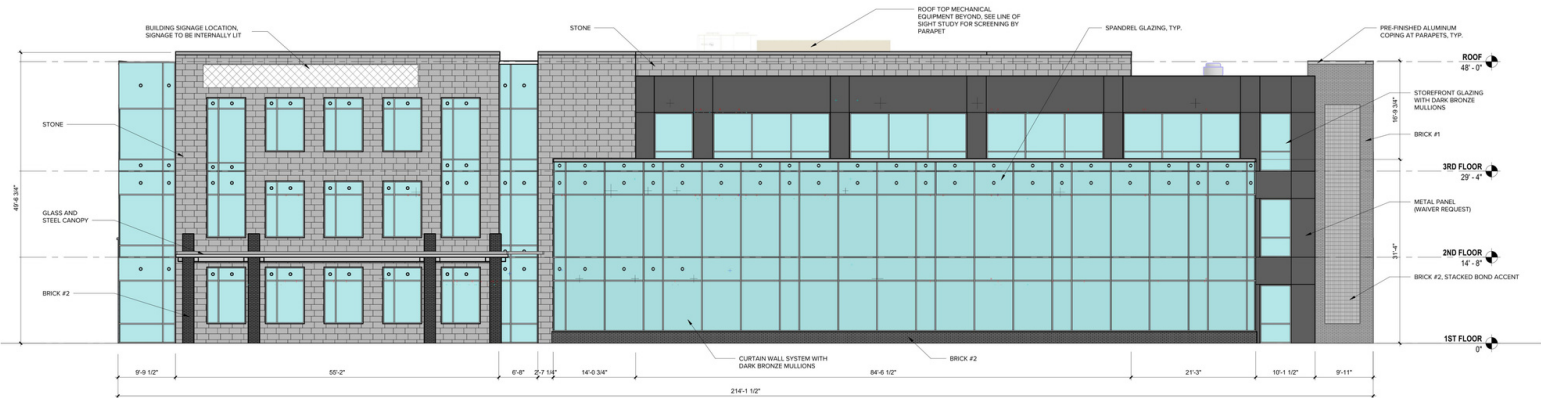 BUILDING SIGNAGE LOCATION,
SIGNAGE TO BE INTERNALLY LIT
STONE
ROOF TOP MECHANICAL
EQUIPMENT BEYOND, SEE LINE OF
SIGHT STUDY FOR SCREENING BY
PARAPET
SPANDREL GLAZING, TYP.
PRE-FINISHED ALUMINUM
COPING AT PARAPETS, TYP.
ROOF
48' - 0"
STOREFRONT GLAZING
WITH DARK BRONZE
MULLIONS
16'-9 3/4"
STONE
BRICK #1
3RD FLOOR
29' - 4"
49'-6 3/4"
METAL PANEL
(WAIVER REQUEST)
GLASS AND
STEEL CANOPY
31'-4"
2ND FLOOR
14' - 8"
BRICK #2, STACKED BOND ACCENT
BRICK #2
1ST FLOOR
0"
CURTAIN WALL SYSTEM WITH
DARK BRONZE MULLIONS
BRICK #2
9'-9 1/2"
55'-2"
6'-8"
2'-7 1/4"
14'-0 3/4"
84'-6 1/2"
21'-3"
10'-1 1/2"
9'-11"
214'-1 1/2"